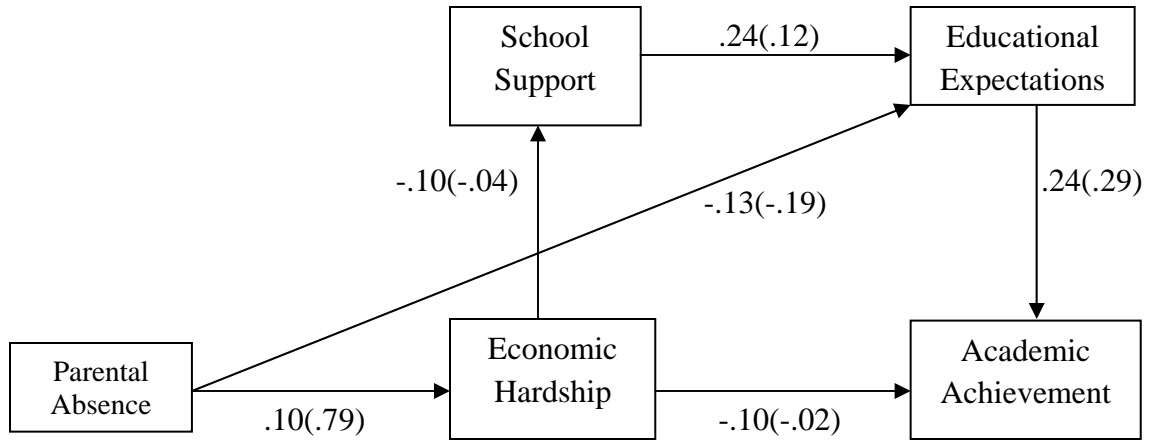 School
Support
.24(.12)
Educational
Expectations
-.10(-.04)
-.13(-.19)
.24(.29)
Parental
Absence
.10(.79)
Economic
Hardship
-.10(-.02)
Academic
Achievement